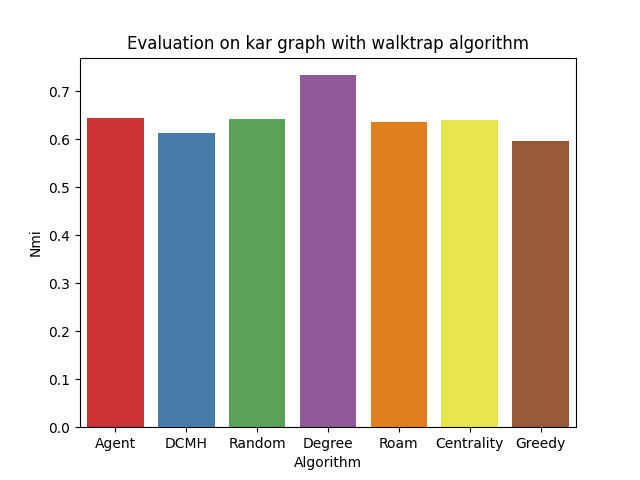 Evaluation on kar graph with walktrap algorithm
Nmi
0.7
0.6
0.5
0.4
0.3
0.2
0.1
0.0
Agent DCMH Random Degree Roam Centrality Greedy
Algorithm